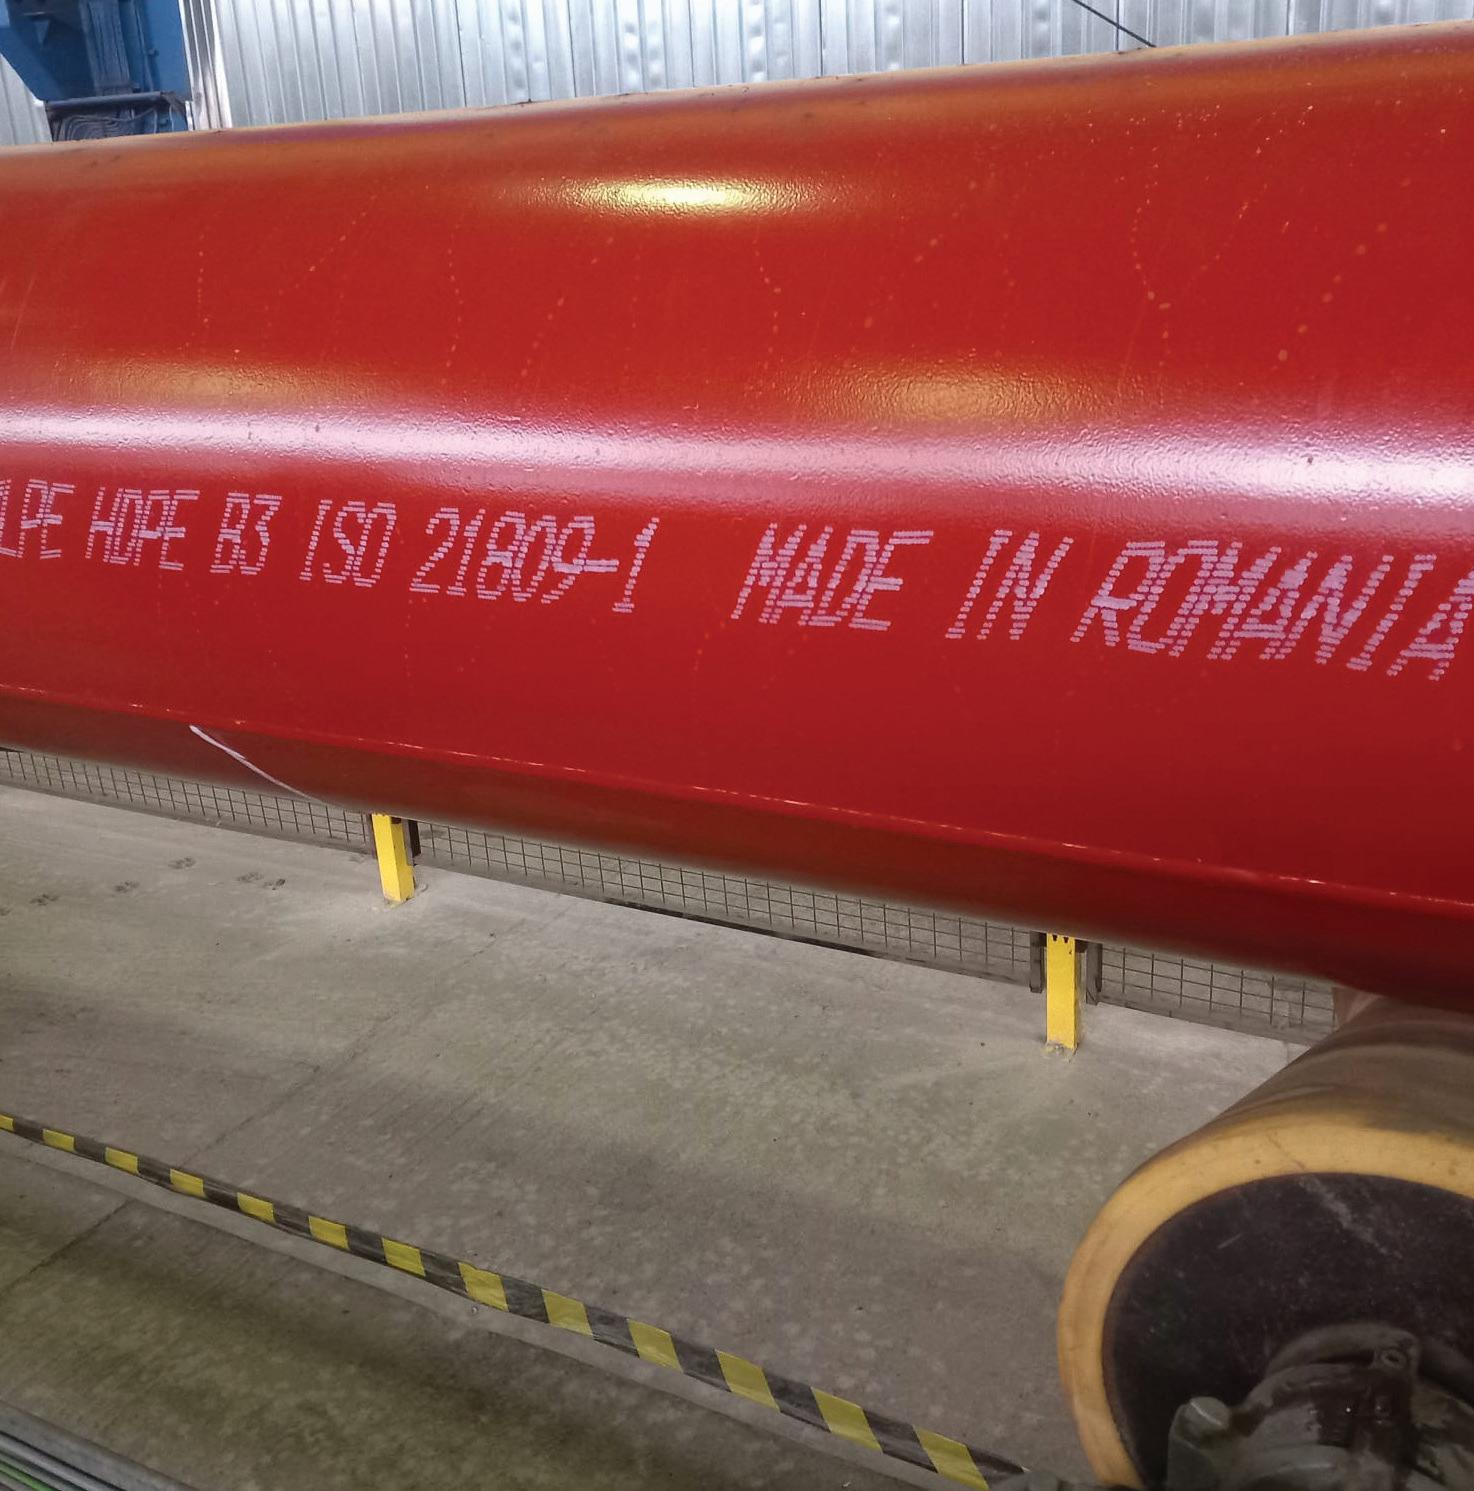 LPE HDPE B3 ISO 21809-1 MADE IN ROMANIA